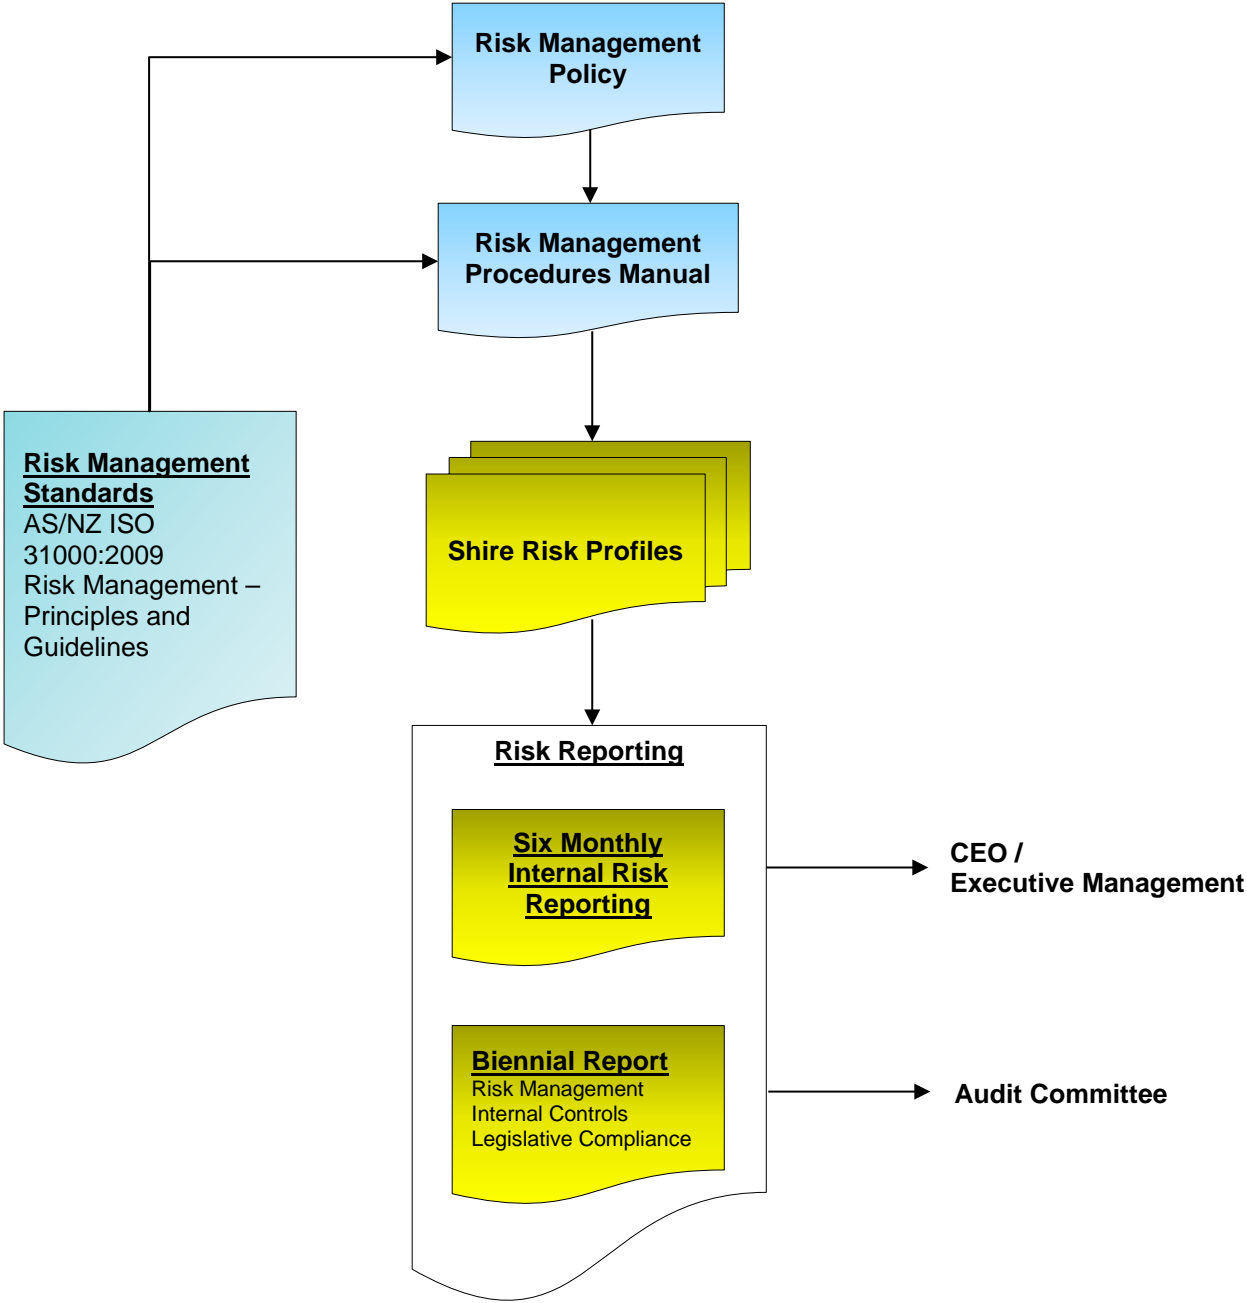 Risk Management
Policy
Risk Management
Procedures Manual
Risk Management
Standards
AS/NZ ISO
31000:2009
Risk Management –
Principles and
Guidelines
Shire Risk Profiles
Risk Reporting
Six Monthly
Internal Risk
Reporting
CEO /
Executive Management
Biennial Report
Risk Management
Internal Controls
Legislative Compliance
Audit Committee